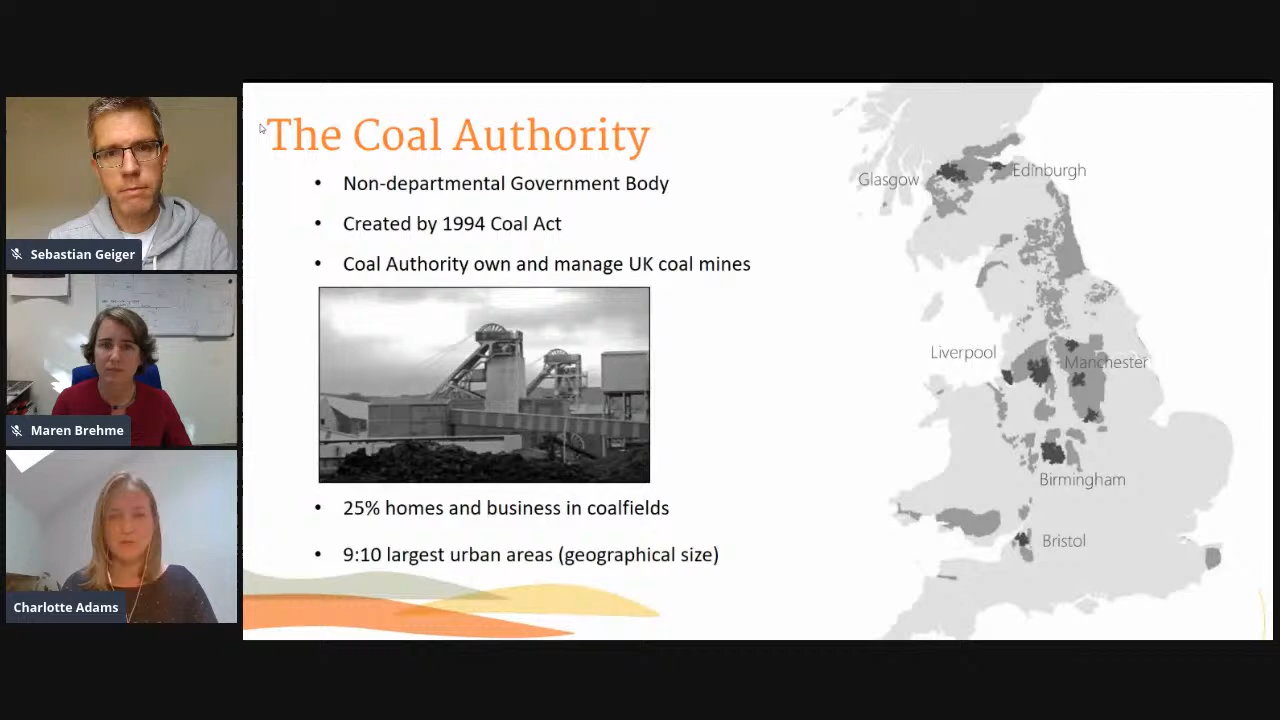 Sebastian Geiger
Maren Brehme
Charlotte Adams
The Coal Authority
• Non-departmental Government Body
• Created by 1994 Coal Act
• Coal Authority own and manage UK coal mines
• 25% homes and business in coalfields
• 9:10 largest urban areas (geographical size)
Glasgow
Edinburgh
Liverpool
Manchester
Birmingham
Bristol